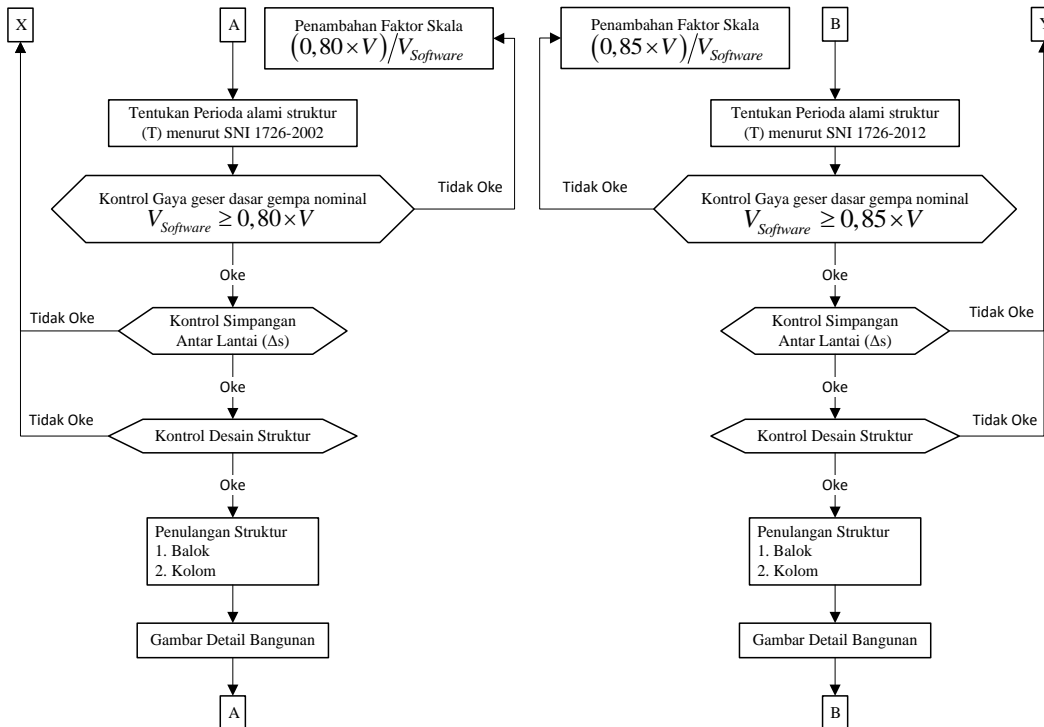 X
A
Penambahan Faktor Skala
(0,80×V)/V_Software
Tentukan Perioda alami struktur
(T) menurut SNI 1726-2002
Kontrol Gaya geser dasar gempa nominal
V_Software ≥ 0,80×V
Tidak Oke
Oke
Kontrol Simpangan
Antar Lantai (Δs)
Tidak Oke
Oke
Kontrol Desain Struktur
Tidak Oke
Oke
Penulangan Struktur
1. Balok
2. Kolom
Gambar Detail Bangunan
A
Penambahan Faktor Skala
(0,85×V)/V_Software
B
Y
Tentukan Perioda alami struktur
(T) menurut SNI 1726-2012
Tidak Oke
Kontrol Gaya geser dasar gempa nominal
V_Software ≥ 0,85×V
Oke
Kontrol Simpangan
Antar Lantai (Δs)
Tidak Oke
Oke
Kontrol Desain Struktur
Tidak Oke
Oke
Penulangan Struktur
1. Balok
2. Kolom
Gambar Detail Bangunan
B